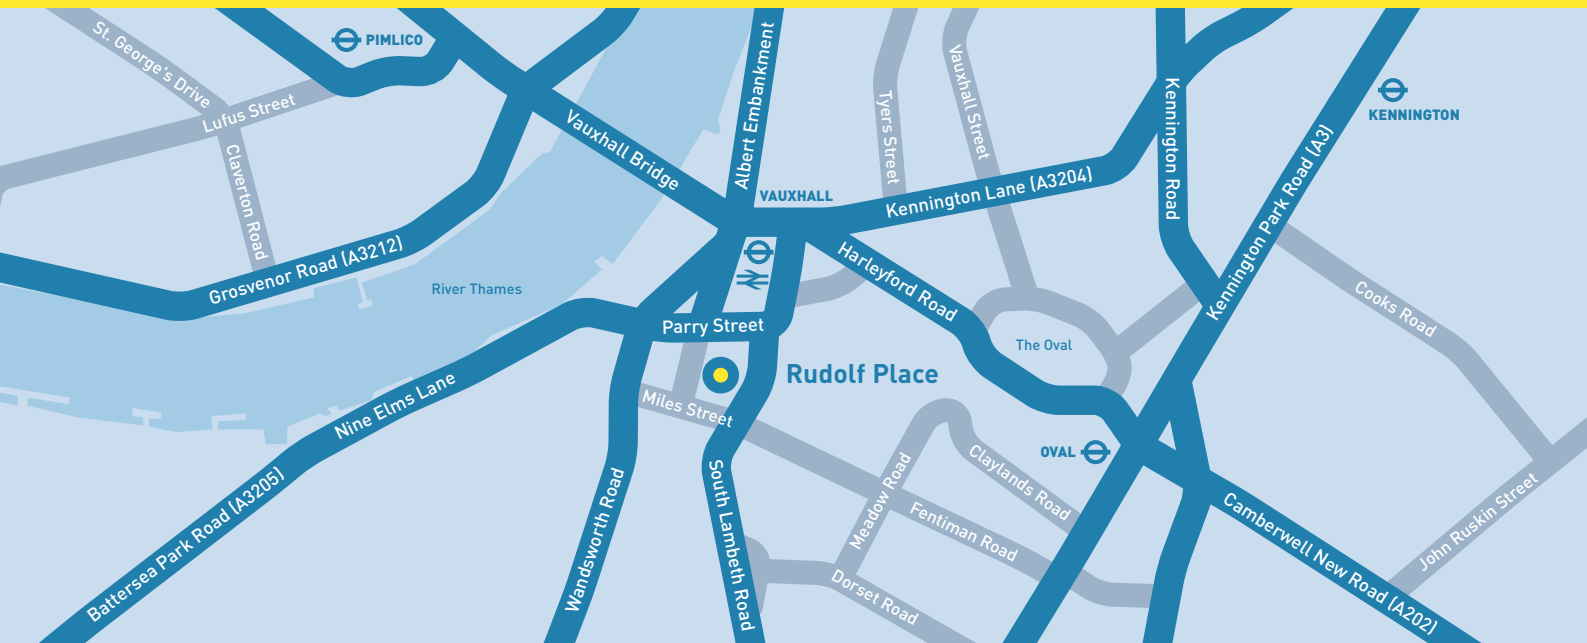 St. George's Drive
PIMLICO
Lufus Street
Claverton Road
Grosvenor Road (A3212)
River Thames
Vauxhall Bridge
Albert Embankment
VAUXHALL
Tyers Street
Vauxhall Street
Kennington Lane (A3204)
Kennington Road
KENNINGTON
Kennington Park Road (A3)
Cooks Road
Harleyford Road
The Oval
Parry Street
Rudolf Place
Miles Street
Nine Elms Lane
Battersea Park Road (A3205)
Wandsworth Road
South Lambeth Road
OVAL
Meadow Road
Claylands Road
Fentiman Road
Dorset Road
Camberwell New Road (A202)
John Ruskin Street